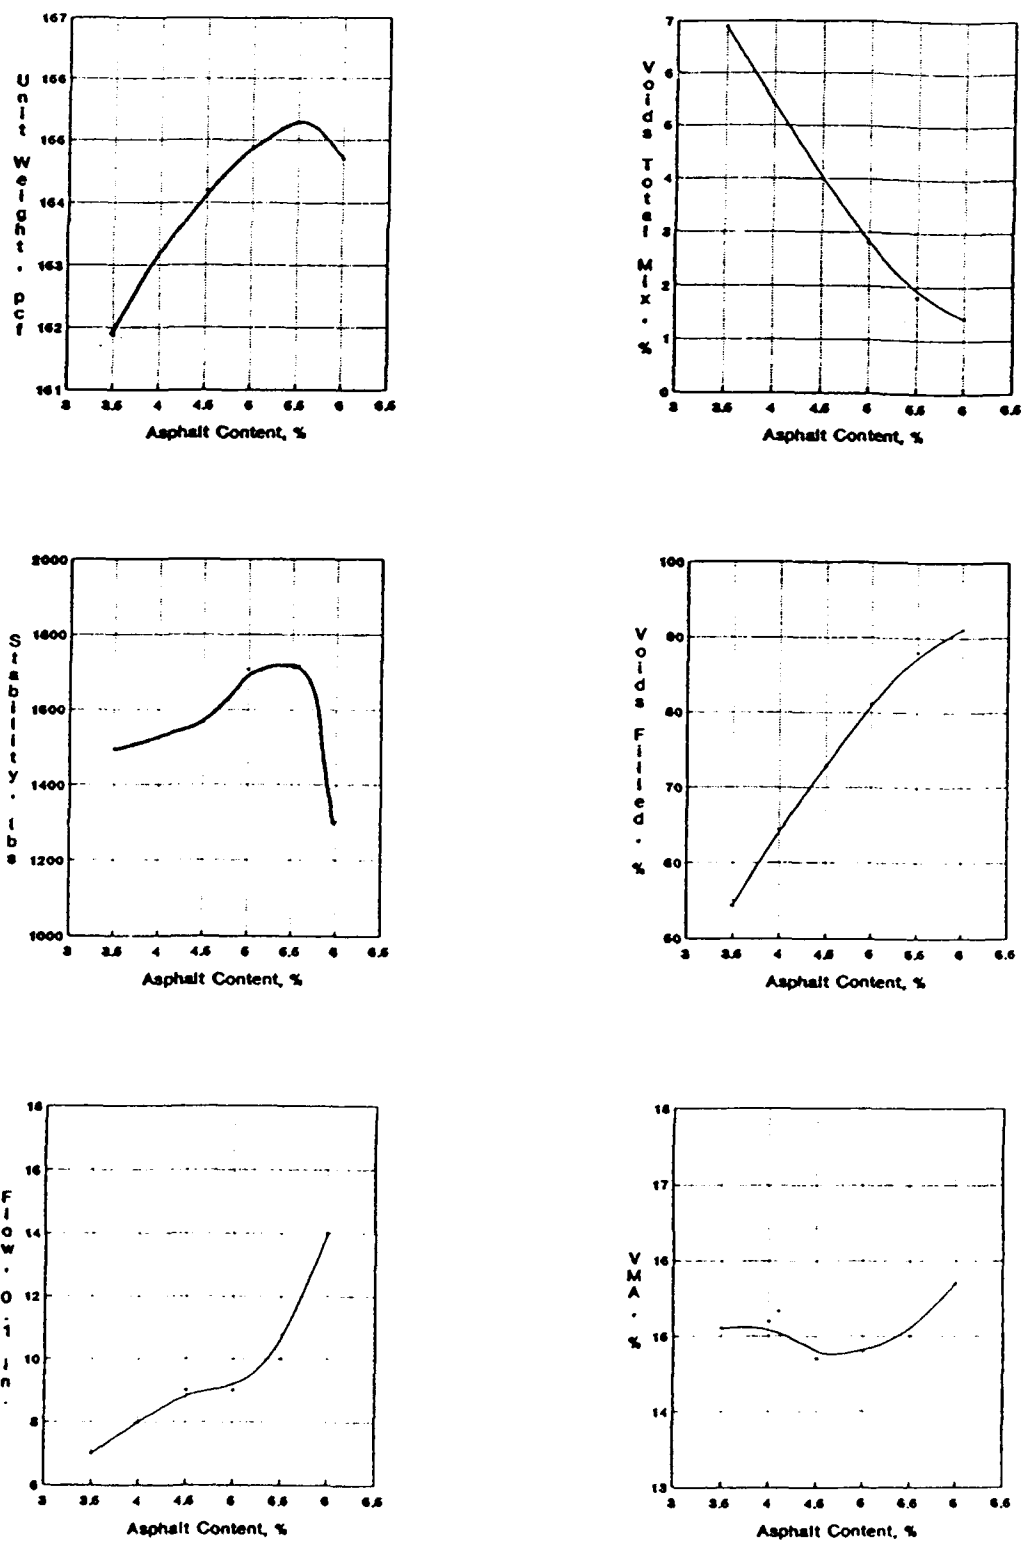 Unit Weight, pcf
167
166
165
164
163
162
161
3 3.5 4 4.5 5 5.5 6 6.5
Asphalt Content, %
Voids Total Mix, %
7
6
5
4
3
2
1
0
3 3.5 4 4.5 5 5.5 6 6.5
Asphalt Content, %
Stability, lbs
2000
1800
1600
1400
1200
1000
3 3.5 4 4.5 5 5.5 6 6.5
Asphalt Content, %
Voids Filled, %
100
90
80
70
60
50
3 3.5 4 4.5 5 5.5 6 6.5
Asphalt Content, %
Flow, 0.1 in.
18
16
14
12
10
8
6
3 3.5 4 4.5 5 5.5 6 6.5
Asphalt Content, %
VMA, %
18
17
16
15
14
13
3 3.5 4 4.5 5 5.5 6 6.5
Asphalt Content, %